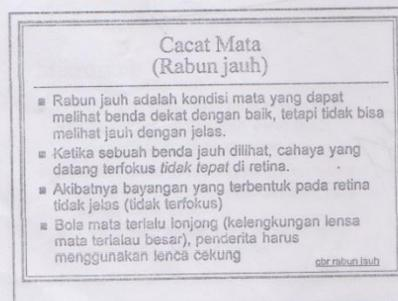 Cacat Mata
(Rabun jauh)
Rabun jauh adalah kondisi mata yang dapat
melihat benda dekat dengan baik, tetapi tidak bisa
melihat jauh dengan jelas.
Ketika sebuah benda jauh dilihat, cahaya yang
datang terfokus tidak tepat di retina.
Akibatnya bayangan yang terbentuk pada retina
tidak jelas (tidak terfokus)
Bola mata terlalu lonjong (kelengkungan lensa
mata terlalau besar), penderita harus
menggunakan lenca cekung
gbr rabun jauh